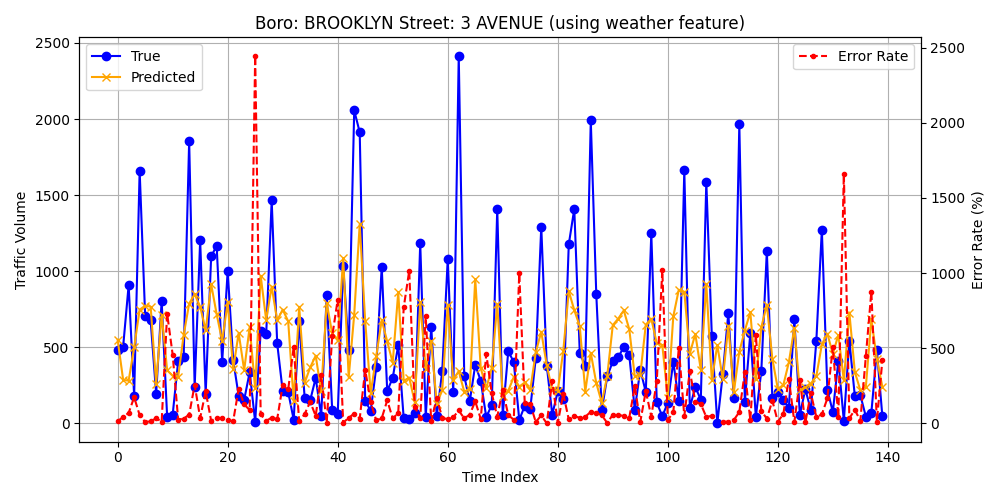 Boro: BROOKLYN Street: 3 AVENUE (using weather feature)
True
Predicted
Error Rate
2500
2000
1500
1000
500
0
Traffic Volume
2500
2000
1500
1000
500
0
Error Rate (%)
0 20 40 60 80 100 120 140
Time Index